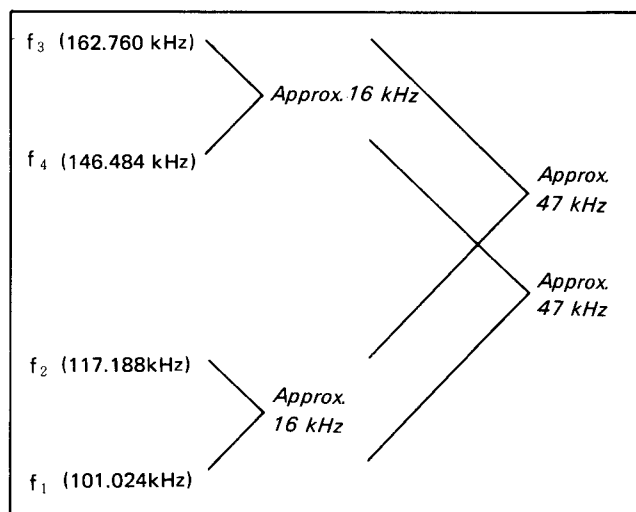 f₃ (162.760 kHz)
Approx. 16 kHz
f₄ (146.484 kHz)
Approx.
47 kHz
Approx.
47 kHz
f₂ (117.188kHz)
Approx.
16 kHz
f₁ (101.024kHz)